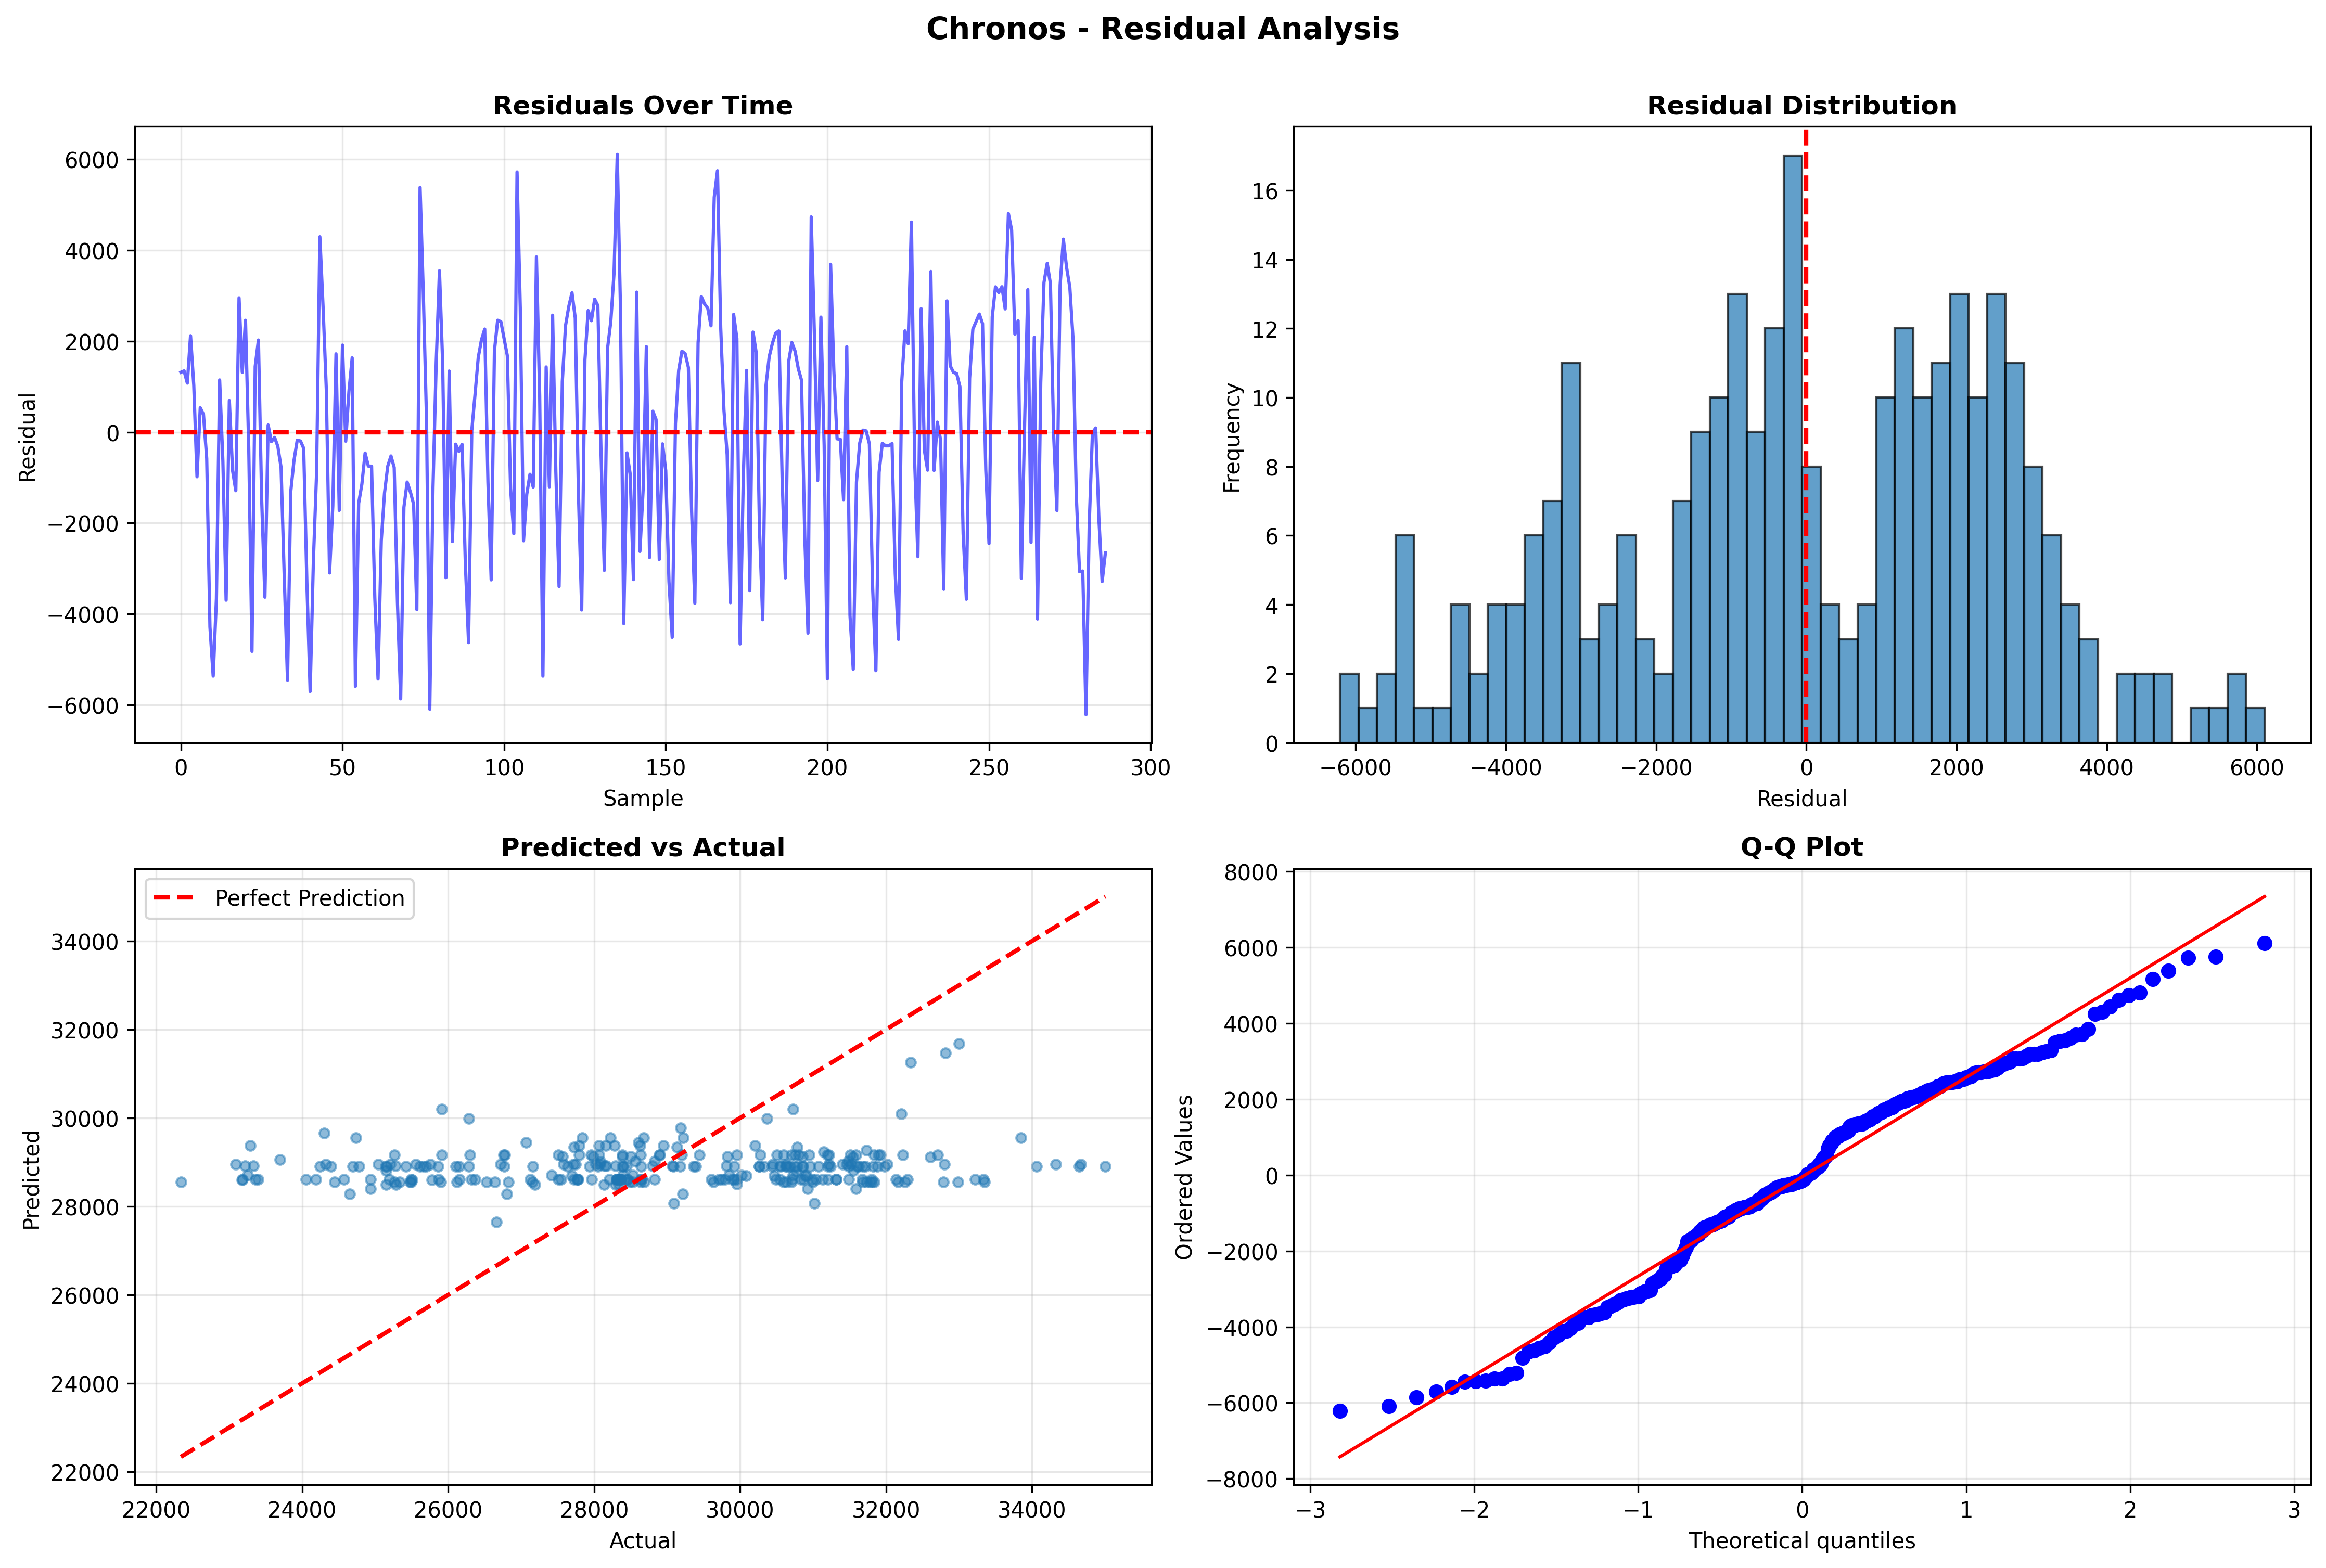 Chronos - Residual Analysis
Residuals Over Time
6000
4000
2000
0
−2000
−4000
−6000
Residual
0 50 100 150 200 250 300
Sample
Residual Distribution
16
14
12
10
8
6
4
2
0
Frequency
−6000 −4000 −2000 0 2000 4000 6000
Residual
Predicted vs Actual
Perfect Prediction
34000
32000
30000
28000
26000
24000
22000
Predicted
22000 24000 26000 28000 30000 32000 34000
Actual
Q-Q Plot
8000
6000
4000
2000
0
−2000
−4000
−6000
−8000
Ordered Values
−3 −2 −1 0 1 2 3
Theoretical quantiles